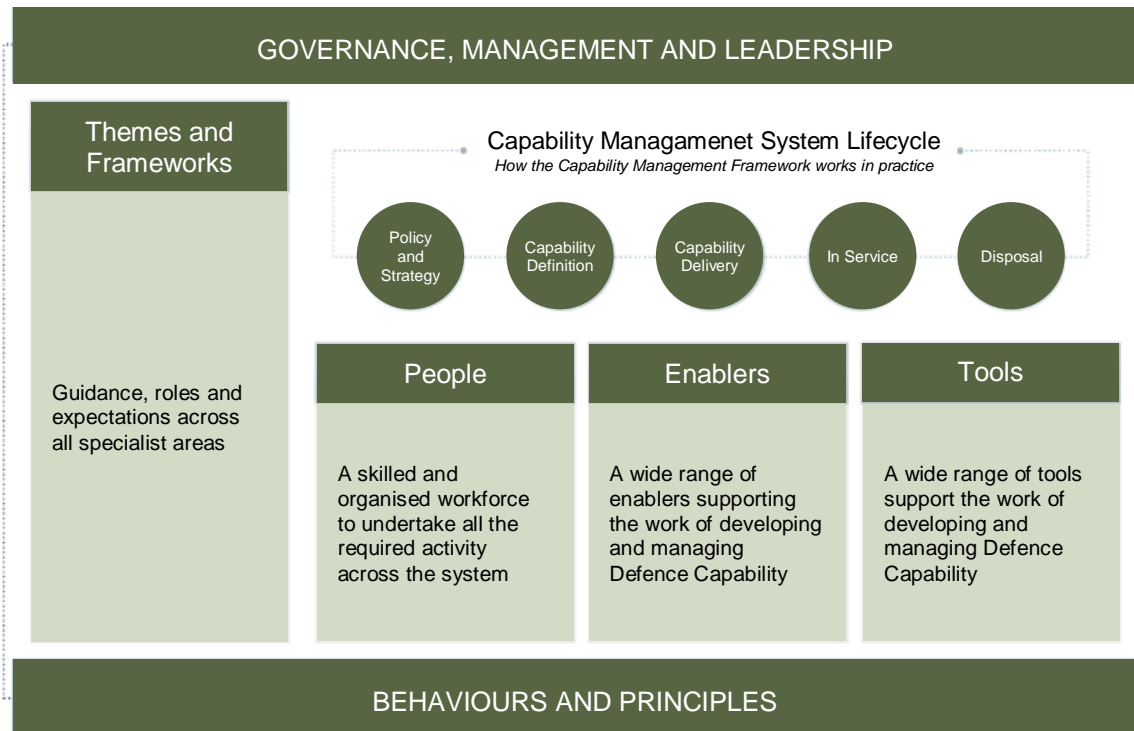 GOVERNANCE, MANAGEMENT AND LEADERSHIP
Themes and
Frameworks
Guidance, roles and
expectations across
all specialist areas
Capability Managamenet System Lifecycle
How the Capability Management Framework works in practice
Policy
and
Strategy
Capability
Definition
Capability
Delivery
In Service
Disposal
People
A skilled and
organised workforce
to undertake all the
required activity
across the system
Enablers
A wide range of
enablers supporting
the work of developing
and managing
Defence Capability
Tools
A wide range of tools
support the work of
developing and
managing Defence
Capability
BEHAVIOURS AND PRINCIPLES